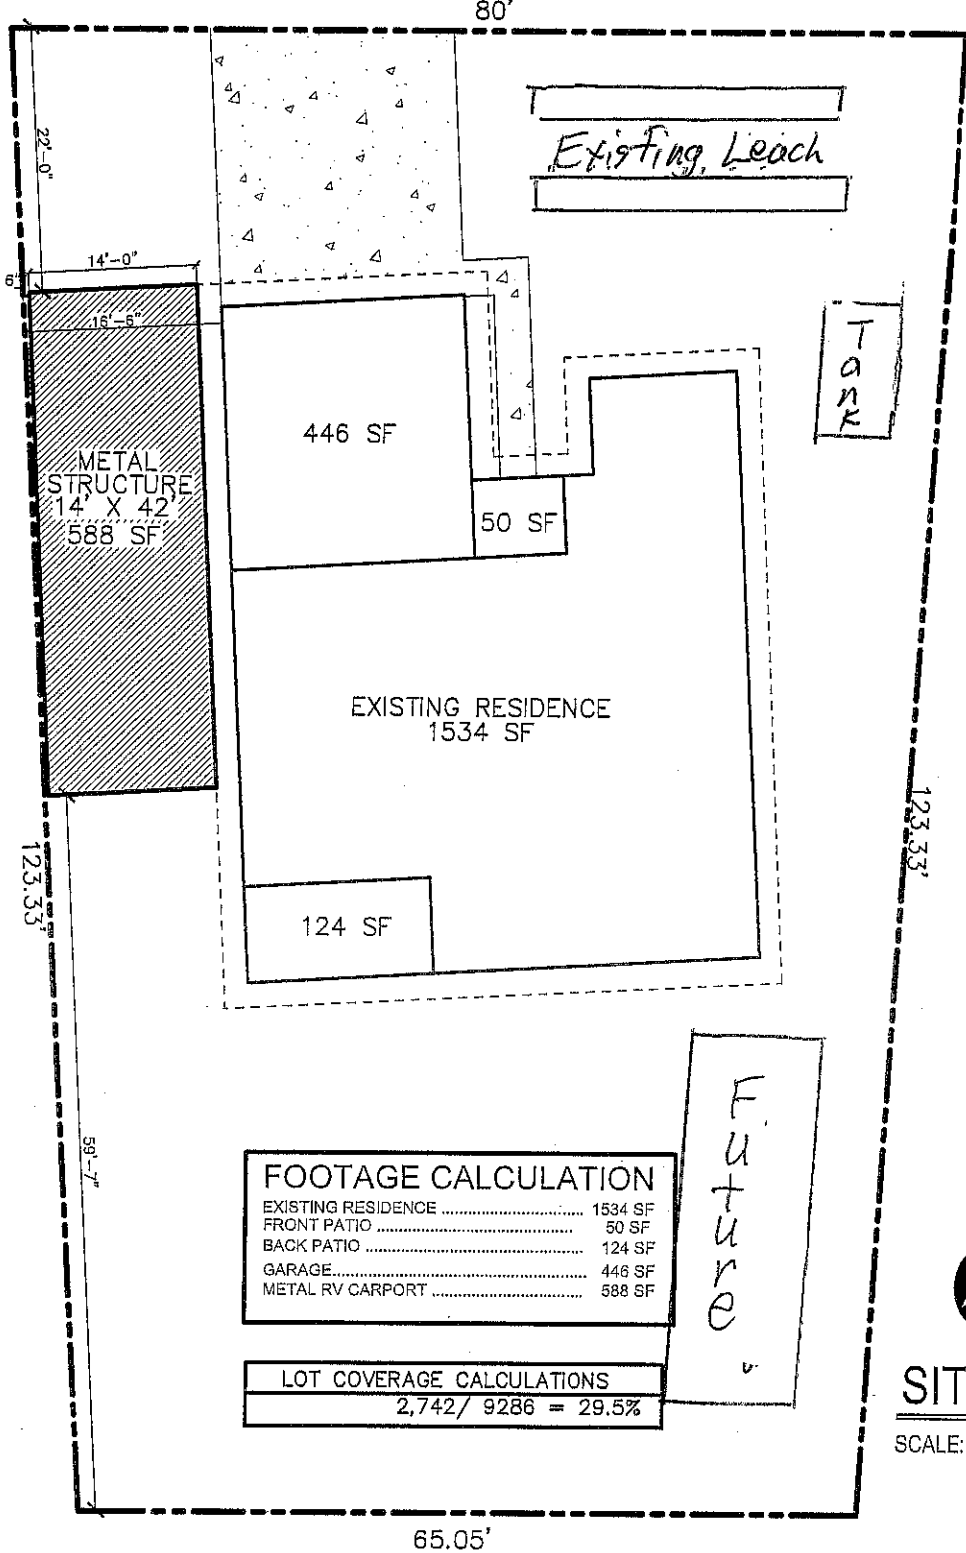 80'
22'-0"
Existing Leach
14'-0"
6"
16'-6"
Tank
446 SF
METAL
STRUCTURE
14' X 42'
588 SF
50 SF
EXISTING RESIDENCE
1534 SF
123.33'
123.33'
124 SF
59'-7"
Future
FOOTAGE CALCULATION
EXISTING RESIDENCE ................................ 1534 SF
FRONT PATIO ............................................ 50 SF
BACK PATIO ................................................ 124 SF
GARAGE......................................................... 446 SF
METAL RV CARPORT ................................. 588 SF
LOT COVERAGE CALCULATIONS
2,742/ 9286 = 29.5%
SIT
SCALE:
65.05'